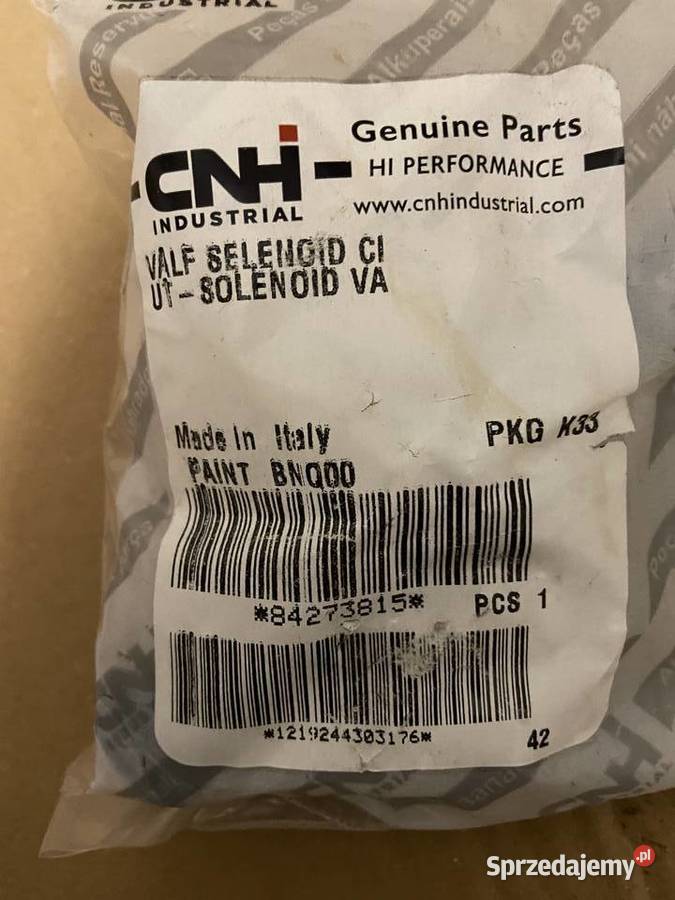 INDUSTRIAL
CNH
INDUSTRIAL
Genuine Parts
HI PERFORMANCE
www.cnhindustrial.com
VALF SELENOID CI
UT-SOLENOID VA
Made In Italy
PKG K33
PAINT BNQ00
*84273815* PCS 1
*1219244303176*
42
Sprzedajemy.pl